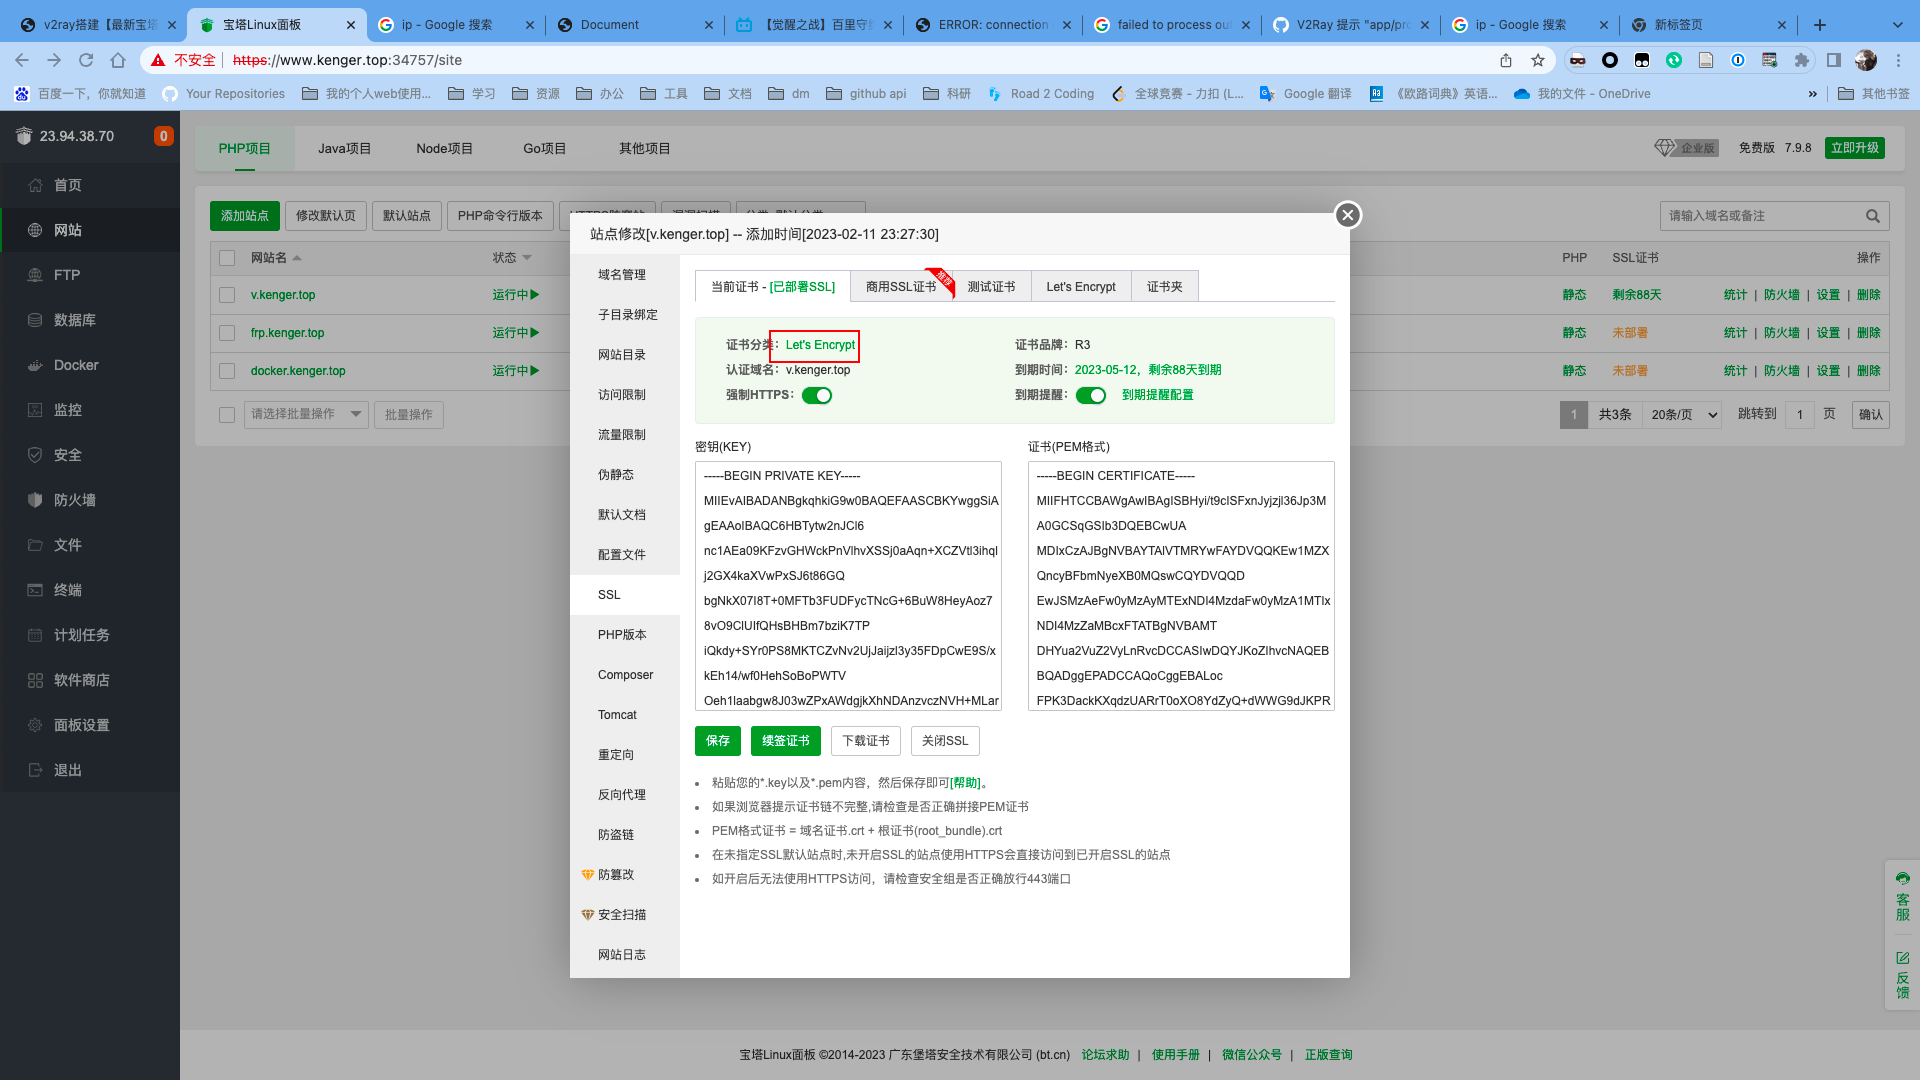 v2ray搭建【最新宝塔
宝塔Linux面板
ip - Google 搜索
Document
【觉醒之战】百里守
ERROR: connection
failed to process ou
V2Ray 提示 "app/pr
ip - Google 搜索
新标签页
不安全 https://www.kenger.top:34757/site
百度一下，你就知道
Your Repositories
我的个人web使用...
学习
资源
办公
工具
文档
dm
github api
科研
Road 2 Coding
全球竞赛 - 力扣 (L...
Google 翻译
《欧路词典》英语...
我的文件 - OneDrive
»
其他书签
23.94.38.70
0
首页
网站
FTP
数据库
Docker
监控
安全
防火墙
文件
终端
计划任务
软件商店
面板设置
退出
PHP项目
Java项目
Node项目
Go项目
其他项目
企业版
免费版 7.9.8
立即升级
添加站点
修改默认页
默认站点
PHP命令行版本
请输入域名或备注
网站名
状态
PHP
SSL证书
操作
v.kenger.top
运行中
静态
剩余88天
统计 | 防火墙 | 设置 | 删除
frp.kenger.top
运行中
静态
未部署
统计 | 防火墙 | 设置 | 删除
docker.kenger.top
运行中
静态
未部署
统计 | 防火墙 | 设置 | 删除
请选择批量操作
批量操作
1
共3条
20条/页
跳转到
1
页
确认
站点修改[v.kenger.top] -- 添加时间[2023-02-11 23:27:30]
域名管理
子目录绑定
网站目录
访问限制
流量限制
伪静态
默认文档
配置文件
SSL
PHP版本
Composer
Tomcat
重定向
反向代理
防盗链
防篡改
安全扫描
网站日志
当前证书 - [已部署SSL]
商用SSL证书
推荐
测试证书
Let's Encrypt
证书夹
证书分类： Let's Encrypt
证书品牌： R3
认证域名： v.kenger.top
到期时间： 2023-05-12，剩余88天到期
强制HTTPS：
到期提醒： 到期提醒配置
密钥(KEY)
-----BEGIN PRIVATE KEY-----
MIIEvAIBADANBgkqhkiG9w0BAQEFAASCBKYwggSiA
gEAAoIBAQC6HBTytw2nJCl6
nc1AEa09KFzvGHWckPnVlhvXSSj0aAqn+XCZVtl3ihql
j2GX4kaXVwPxSJ6t86GQ
bgNkX07I8T+0MFTb3FUDFycTNcG+6BuW8HeyAoz7
8vO9ClUIfQHsBHBm7bziK7TP
iQkdy+SYr0PS8MKTCZvNv2UjJaijzl3y35FDpCwE9S/x
kEh14/wf0HehSoBoPWTV
Oeh1Iaabgw8J03wZPxAWdgjkXhNDAnzvczNVH+MLar
证书(PEM格式)
-----BEGIN CERTIFICATE-----
MIIFHTCCBAWgAwIBAgISBHyi/t9clSFxnJyjzjl36Jp3M
A0GCSqGSIb3DQEBCwUA
MDIxCzAJBgNVBAYTAlVTMRYwFAYDVQQKEw1MZX
QncyBFbmNyeXB0MQswCQYDVQQD
EwJSMzAeFw0yMzAyMTExNDI4MzdaFw0yMzA1MTIx
NDI4MzZaMBcxFTATBgNVBAMT
DHYua2VuZ2VyLnRvcDCCASIwDQYJKoZIhvcNAQEB
BQADggEPADCCAQoCggEBALoc
FPK3DackKXqdzUARrT0oXO8YdZyQ+dWWG9dJKPR
保存
续签证书
下载证书
关闭SSL
粘贴您的*.key以及*.pem内容，然后保存即可[帮助]。
如果浏览器提示证书链不完整,请检查是否正确拼接PEM证书
PEM格式证书 = 域名证书.crt + 根证书(root_bundle).crt
在未指定SSL默认站点时,未开启SSL的站点使用HTTPS会直接访问到已开启SSL的站点
如开启后无法使用HTTPS访问，请检查安全组是否正确放行443端口
客服
反馈
宝塔Linux面板 ©2014-2023 广东堡塔安全技术有限公司 (bt.cn) 论坛求助 | 使用手册 | 微信公众号 | 正版查询